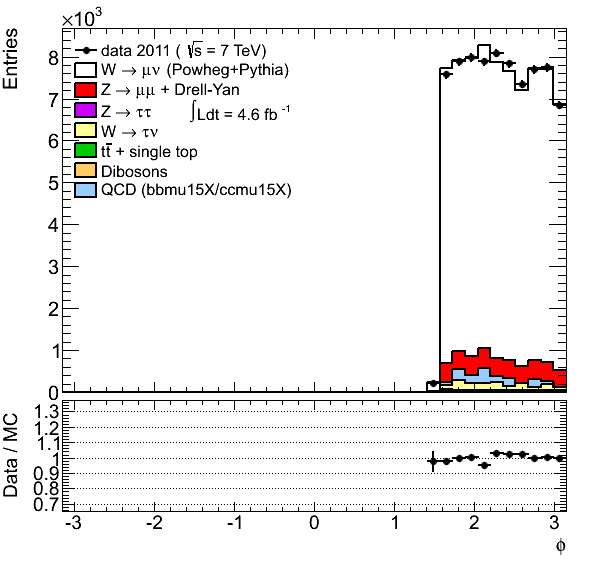 ×10³
Entries
8
7
6
5
4
3
2
1
0
data 2011 ( √s = 7 TeV)
W → μν (Powheg+Pythia)
Z → μμ + Drell-Yan
Z → ττ
∫Ldt = 4.6 fb⁻¹
W → τν
tt̅ + single top
Dibosons
QCD (bbmu15X/ccmu15X)
Data / MC
1.3
1.2
1.1
1
0.9
0.8
0.7
-3 -2 -1 0 1 2 3
ϕ